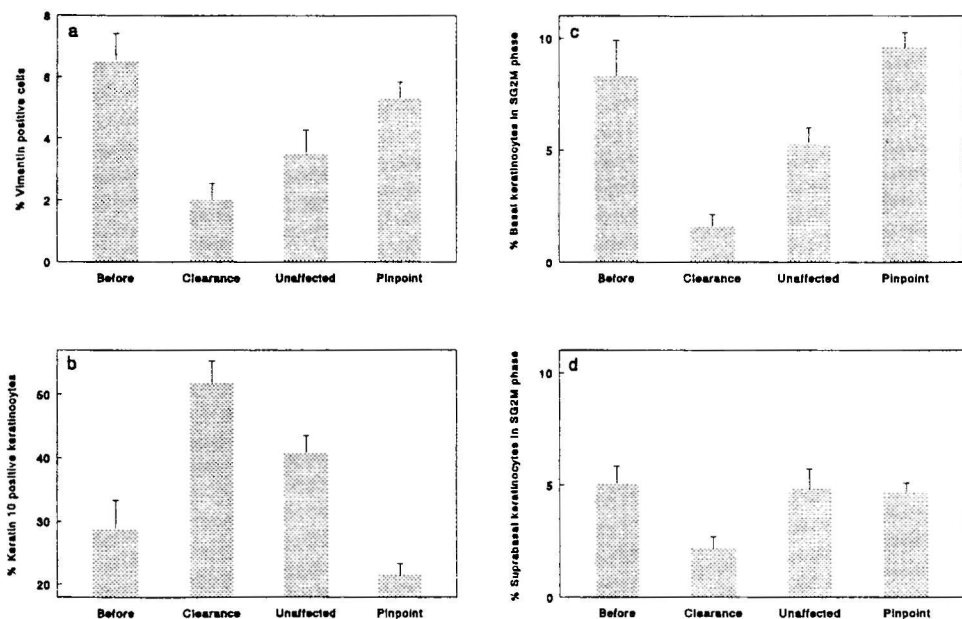 a
% Vimentin positive cells
8
6
4
2
0
Before Clearance Unaffected Pinpoint
c
% Basal keratinocytes in SG2M phase
10
5
0
Before Clearance Unaffected Pinpoint
b
% Keratin 10 positive keratinocytes
50
40
30
20
Before Clearance Unaffected Pinpoint
d
% Suprabasal keratinocytes in SG2M phase
10
5
0
Before Clearance Unaffected Pinpoint